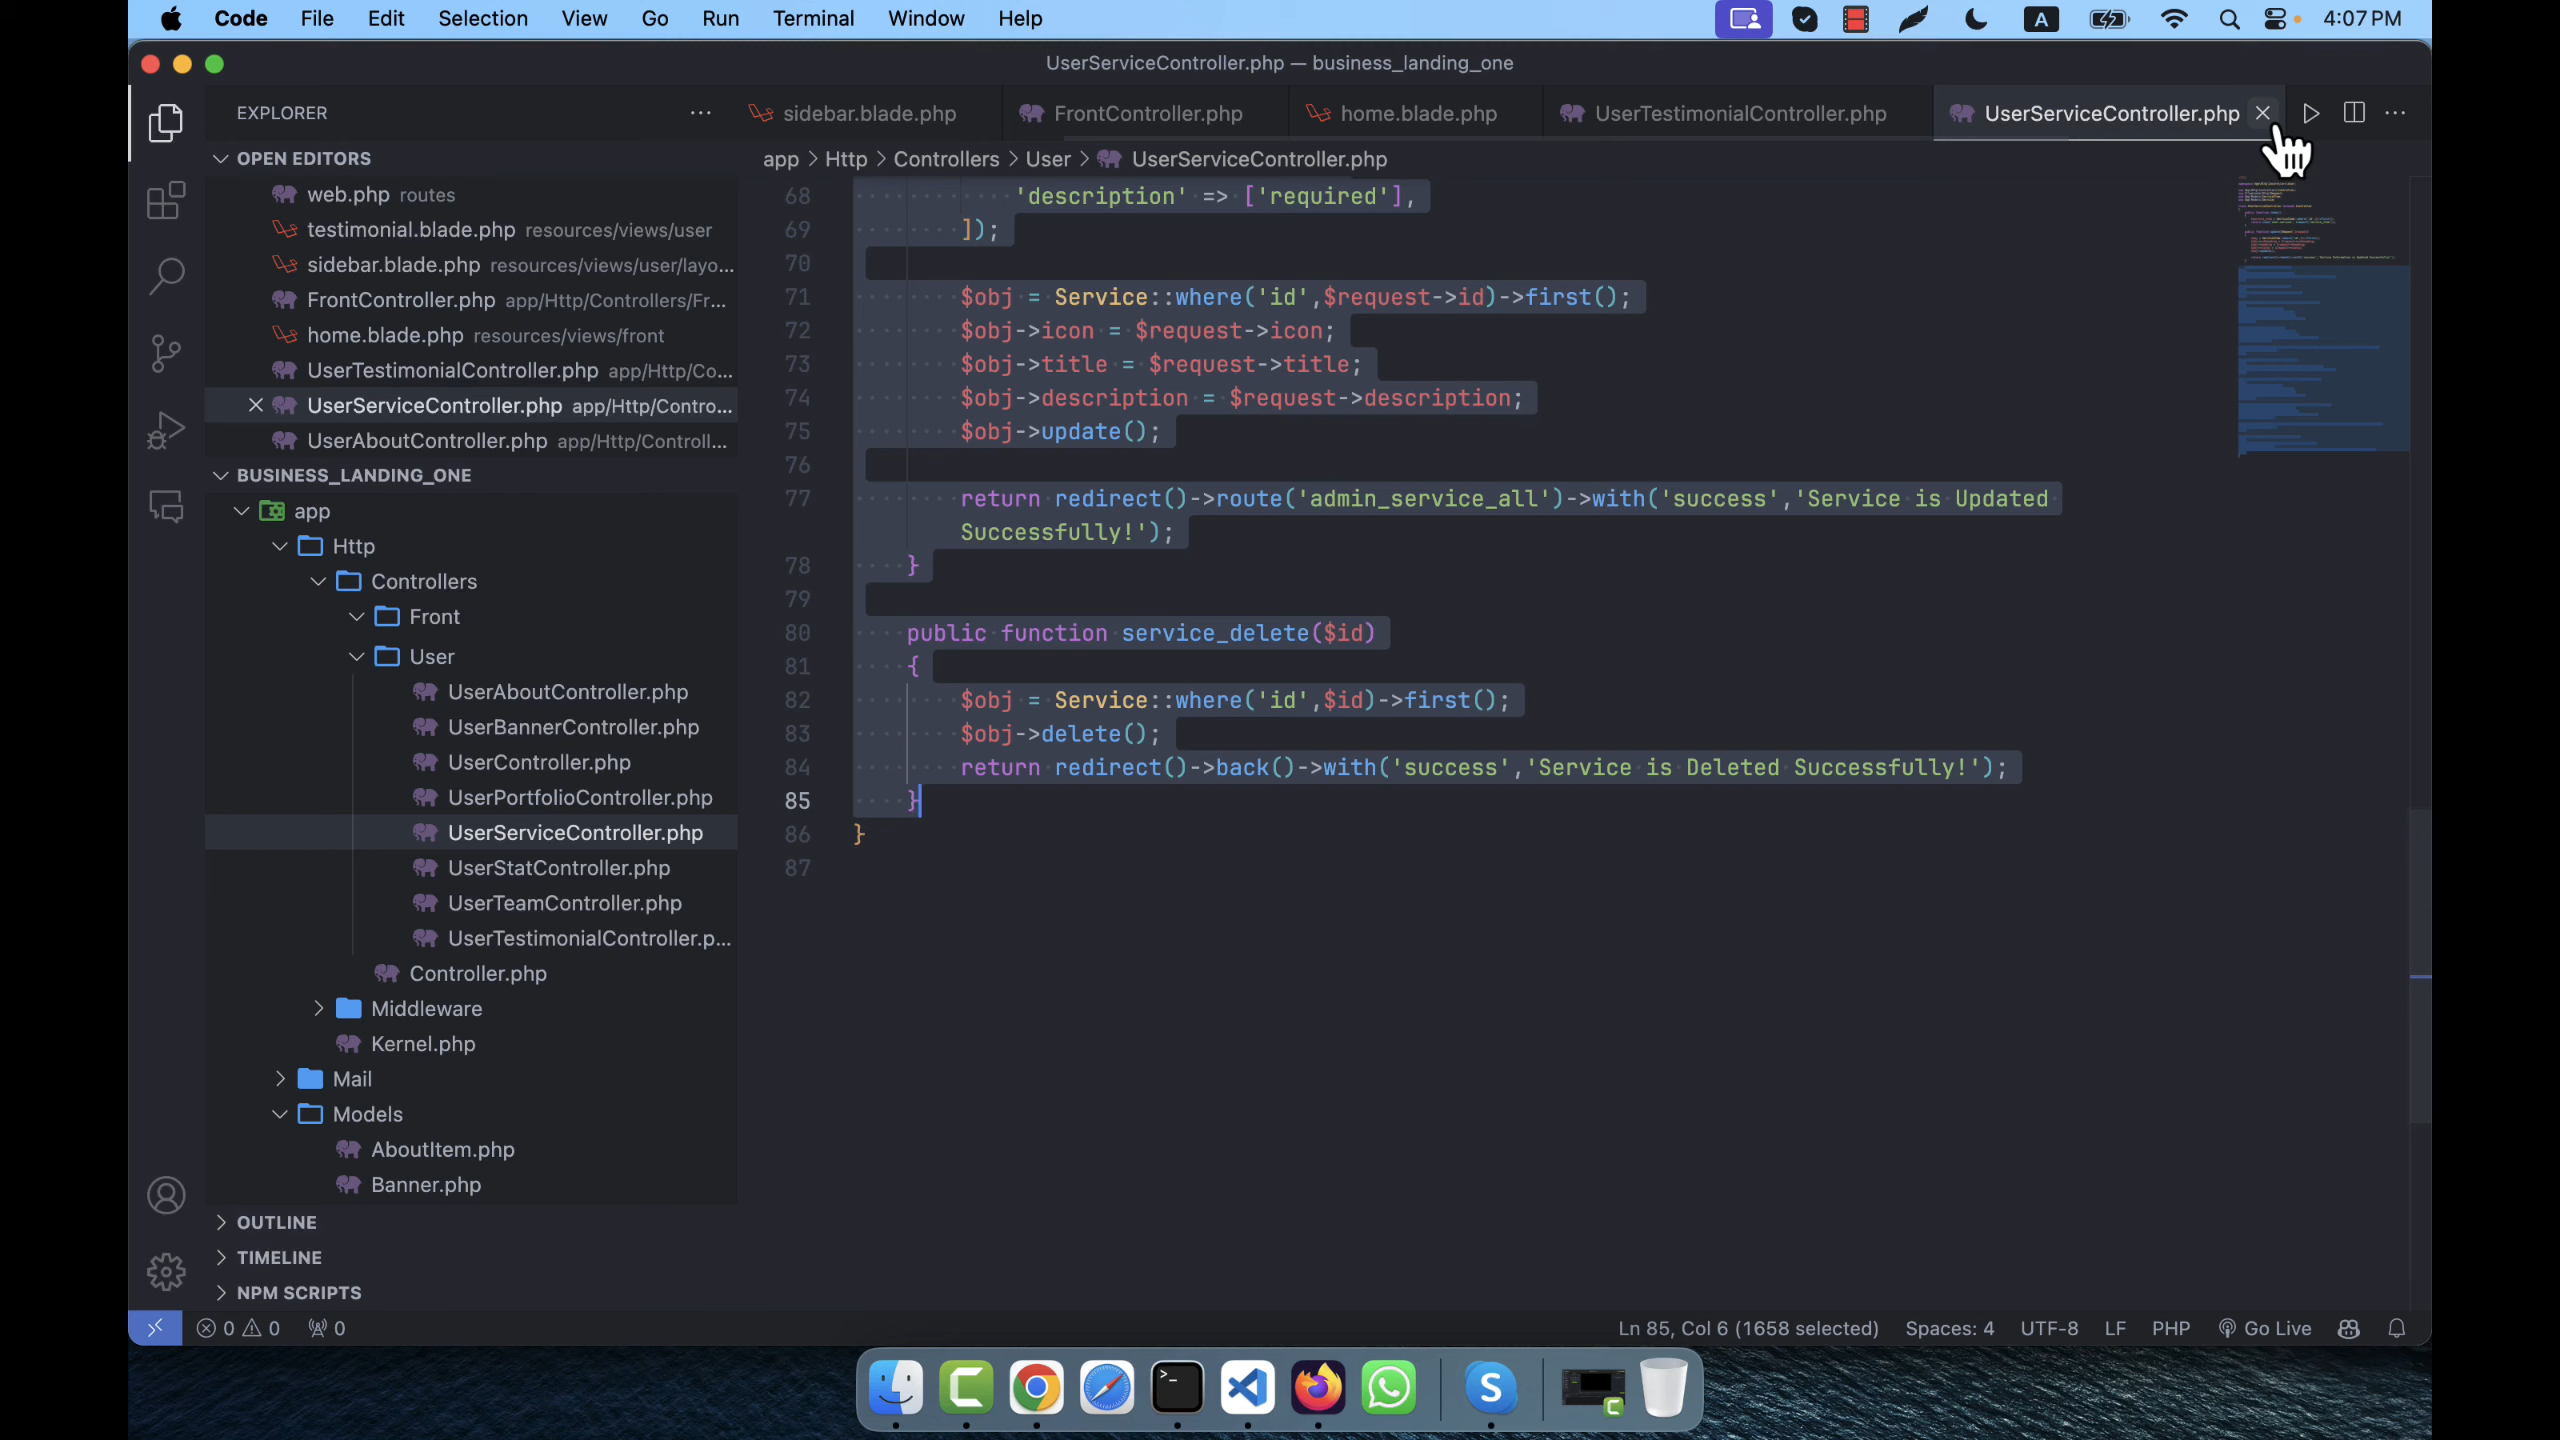 Code File Edit Selection View Go Run Terminal Window Help A 4:07 PM
UserServiceController.php — business_landing_one
EXPLORER
sidebar.blade.php FrontController.php home.blade.php UserTestimonialController.php UserServiceController.php
app > Http > Controllers > User > UserServiceController.php
OPEN EDITORS
web.php routes
testimonial.blade.php resources/views/user
sidebar.blade.php resources/views/user/layo...
FrontController.php app/Http/Controllers/Fr...
home.blade.php resources/views/front
UserTestimonialController.php app/Http/Co...
UserServiceController.php app/Http/Contro...
UserAboutController.php app/Http/Controll...
BUSINESS_LANDING_ONE
app
Http
Controllers
Front
User
UserAboutController.php
UserBannerController.php
UserController.php
UserPortfolioController.php
UserServiceController.php
UserStatController.php
UserTeamController.php
UserTestimonialController.p...
Controller.php
Middleware
Kernel.php
Mail
Models
AboutItem.php
Banner.php
OUTLINE
TIMELINE
NPM SCRIPTS
68 'description' => ['required'],
69 ]);
70
71 $obj = Service::where('id',$request->id)->first();
72 $obj->icon = $request->icon;
73 $obj->title = $request->title;
74 $obj->description = $request->description;
75 $obj->update();
76
77 return redirect()->route('admin_service_all')->with('success','Service is Updated
Successfully!');
78 }
79
80 public function service_delete($id)
81 {
82 $obj = Service::where('id',$id)->first();
83 $obj->delete();
84 return redirect()->back()->with('success','Service is Deleted Successfully!');
85 }
86 }
87
0 0 0 Ln 85, Col 6 (1658 selected) Spaces: 4 UTF-8 LF PHP Go Live